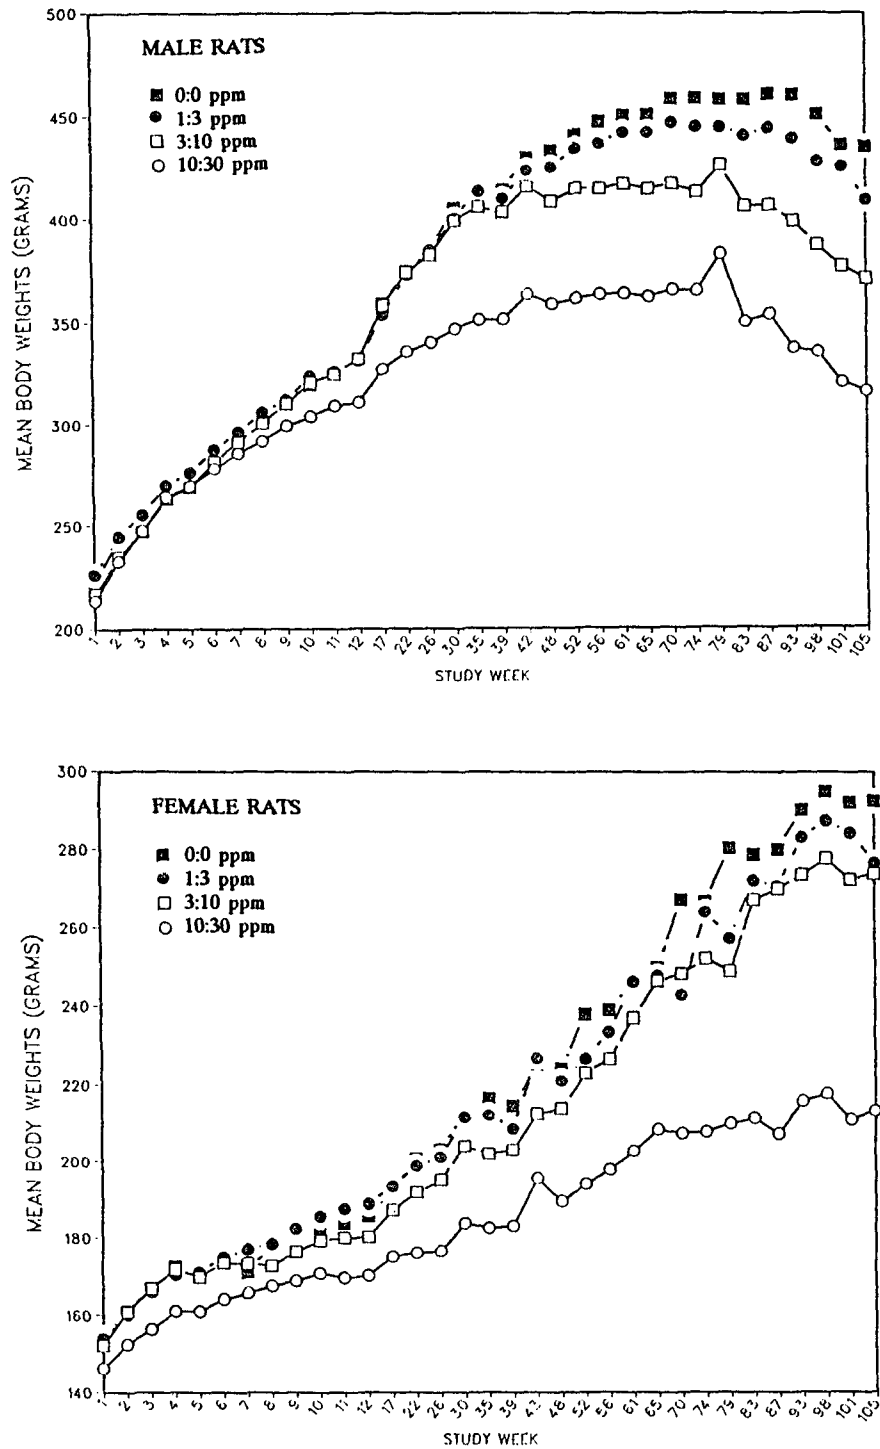 MALE RATS
0:0 ppm
1:3 ppm
3:10 ppm
10:30 ppm
MEAN BODY WEIGHTS (GRAMS)
500
450
400
350
300
250
200
1 2 3 4 5 6 7 8 9 10 11 12 17 22 26 30 35 39 42 48 52 56 61 65 70 74 79 83 87 93 98 101 105
STUDY WEEK
FEMALE RATS
0:0 ppm
1:3 ppm
3:10 ppm
10:30 ppm
MEAN BODY WEIGHTS (GRAMS)
300
280
260
240
220
200
180
160
140
1 2 3 4 5 6 7 8 9 10 11 12 17 22 26 30 35 39 43 48 52 56 61 65 70 74 79 83 87 93 98 101 105
STUDY WEEK